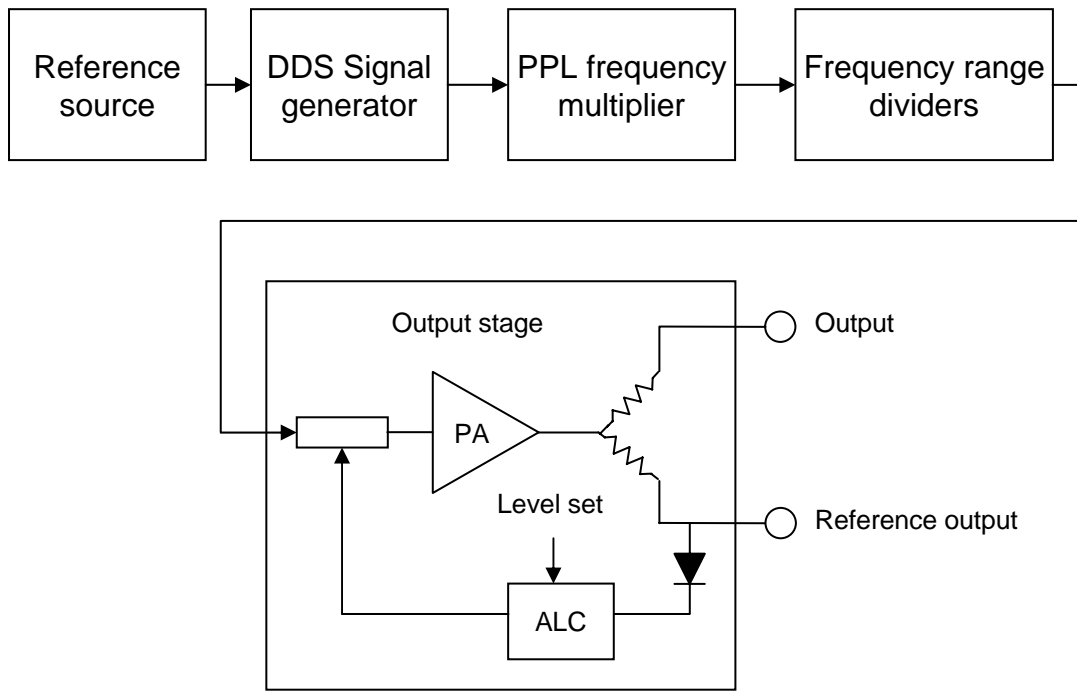 Reference
source
DDS Signal
generator
PPL frequency
multiplier
Frequency range
dividers
Output stage
Output
PA
Level set
Reference output
ALC